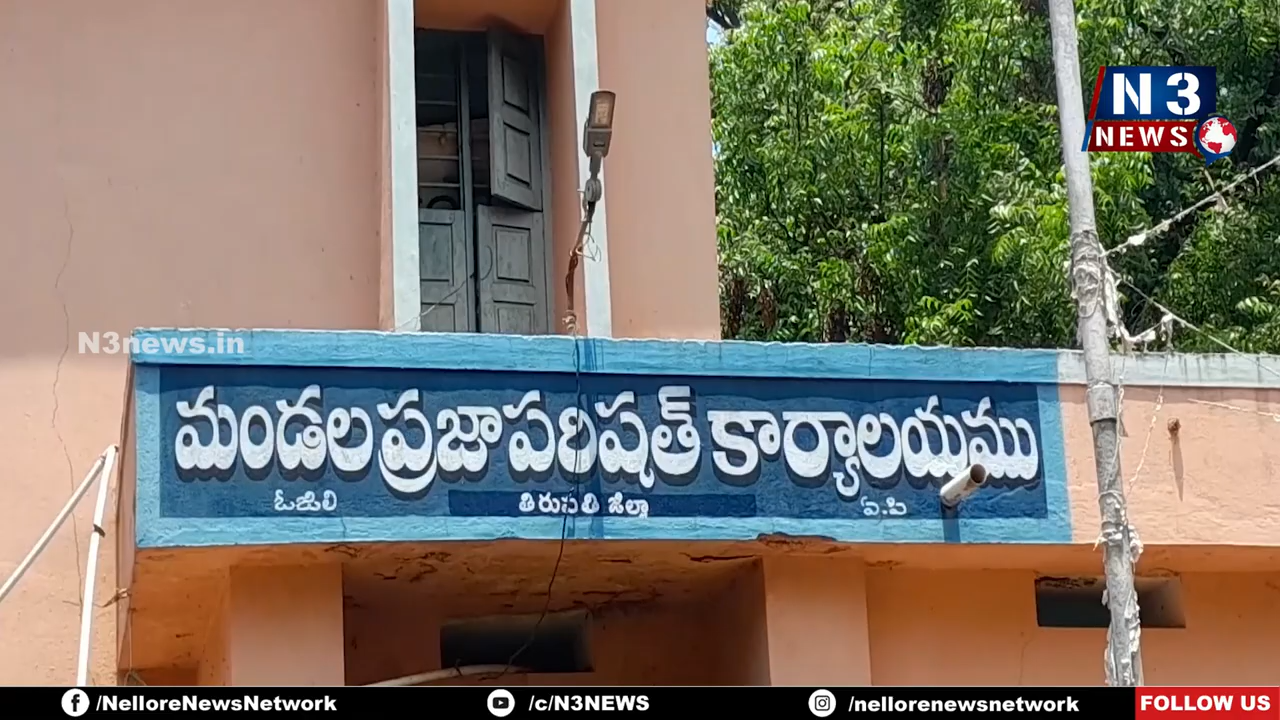 N3
NEWS
N3news.in
మండల ప్రజా పరిషత్ కార్యాలయము
ఓజిలి తిరుపతి జిల్లా ఏ.పి
/NelloreNewsNetwork /c/N3NEWS /nellorenewsnetwork FOLLOW US